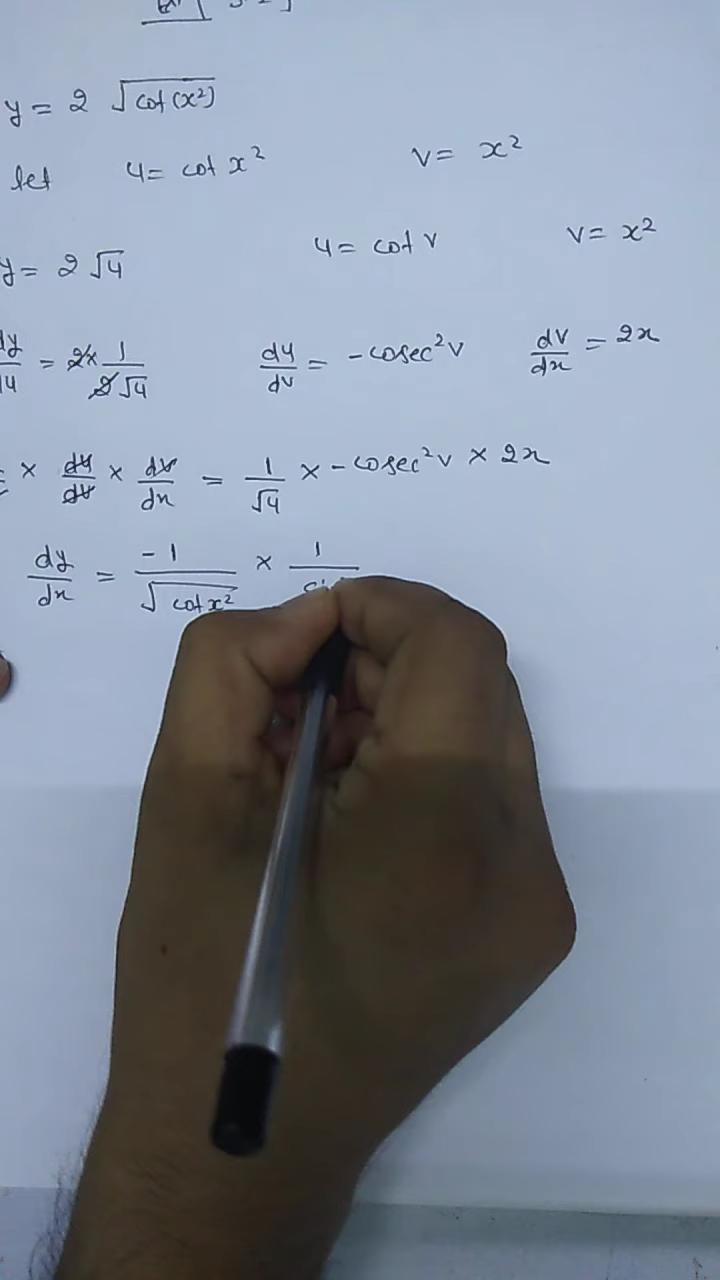 y = 2 √cot(x²)
let u = cot x² v = x²
y = 2 √u u = cot v v = x²
dy/du = 2 × 1/2√u du/dv = -cosec²v dv/dx = 2x
× du/dv × dv/dx = 1/√u × -cosec²v × 2x
dy/dx = -1/√cot x² × 1/